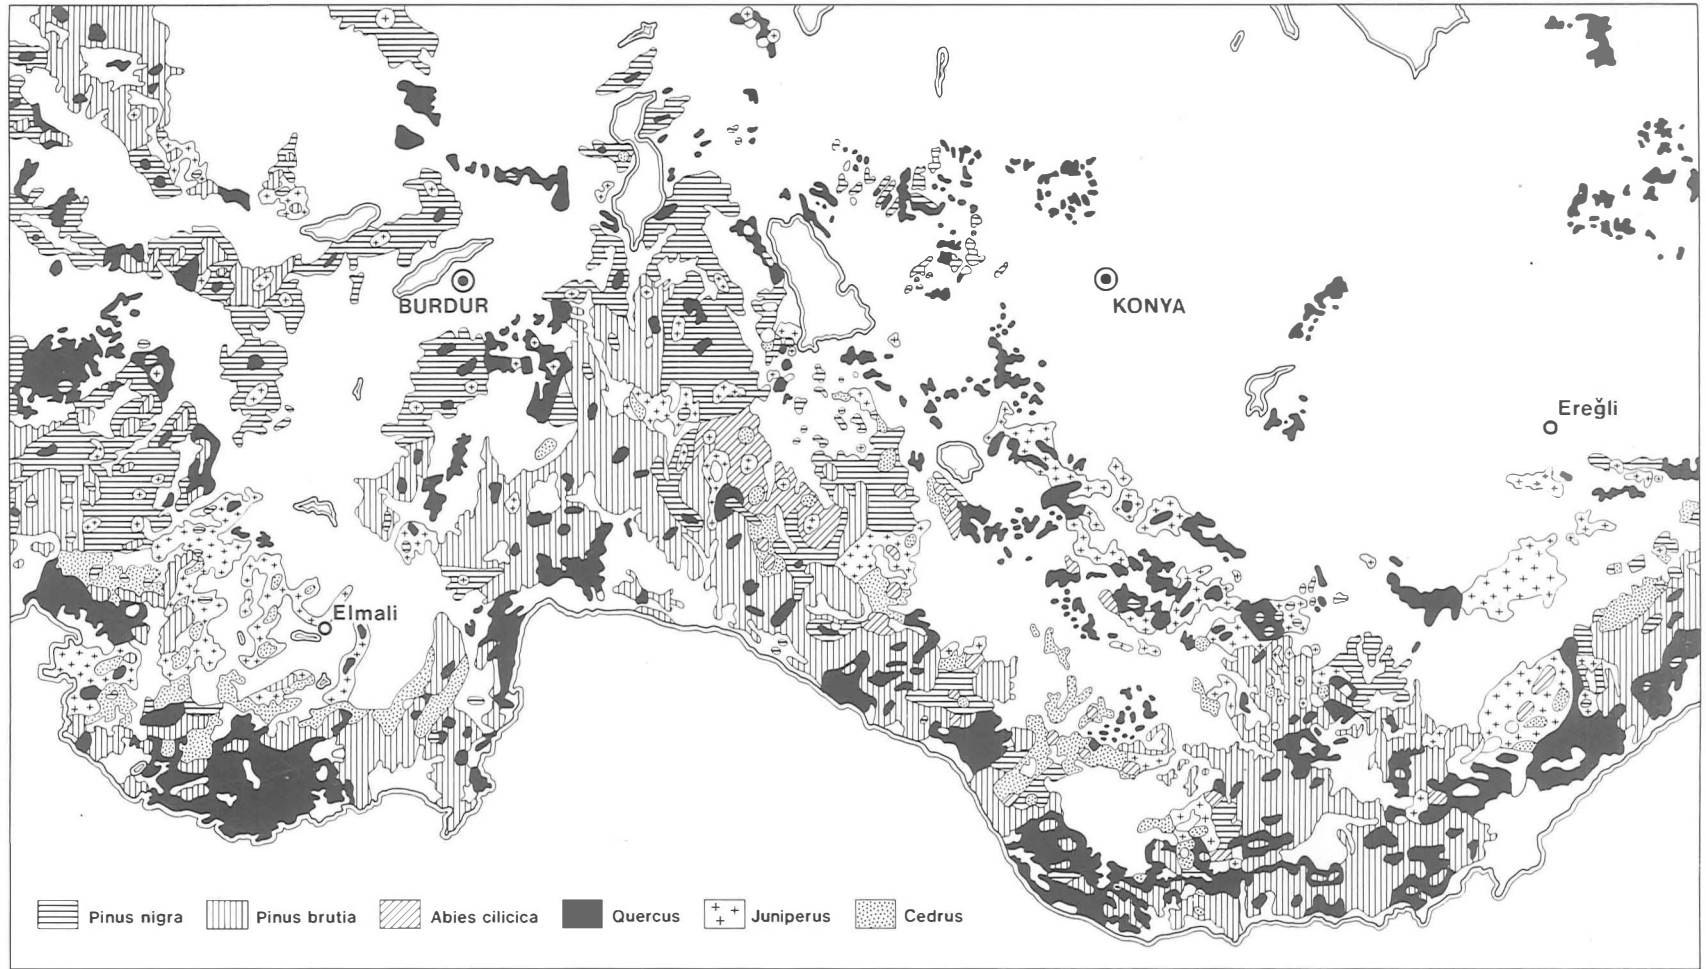 BURDUR
KONYA
Ereğli
Elmali
Pinus nigra
Pinus brutia
Abies cilicica
Quercus
Juniperus
Cedrus